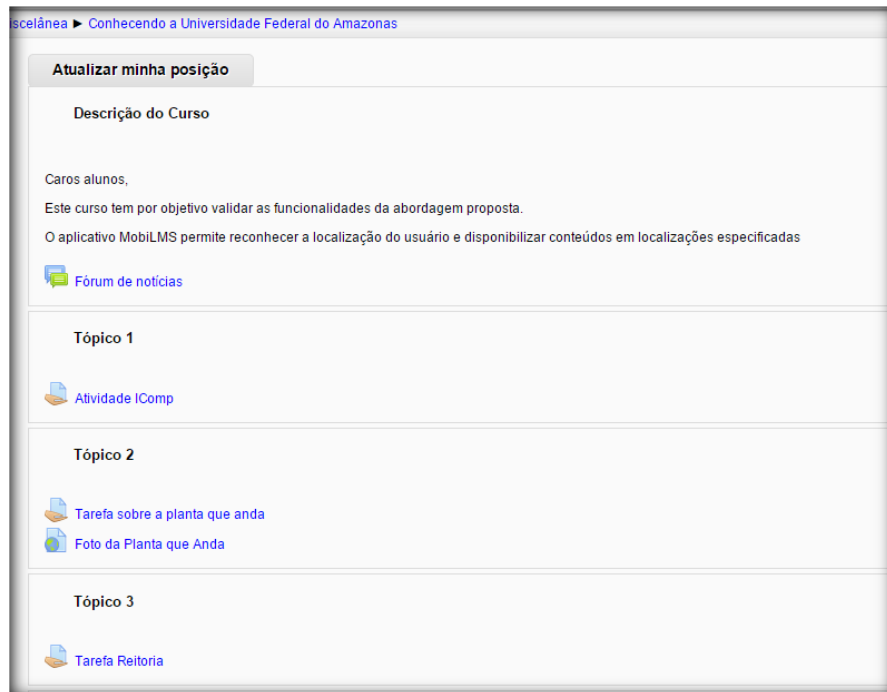 iscelânea ► Conhecendo a Universidade Federal do Amazonas
Atualizar minha posição
Descrição do Curso
Caros alunos,
Este curso tem por objetivo validar as funcionalidades da abordagem proposta.
O aplicativo MobiLMS permite reconhecer a localização do usuário e disponibilizar conteúdos em localizações especificadas
Fórum de notícias
Tópico 1
Atividade IComp
Tópico 2
Tarefa sobre a planta que anda
Foto da Planta que Anda
Tópico 3
Tarefa Reitoria